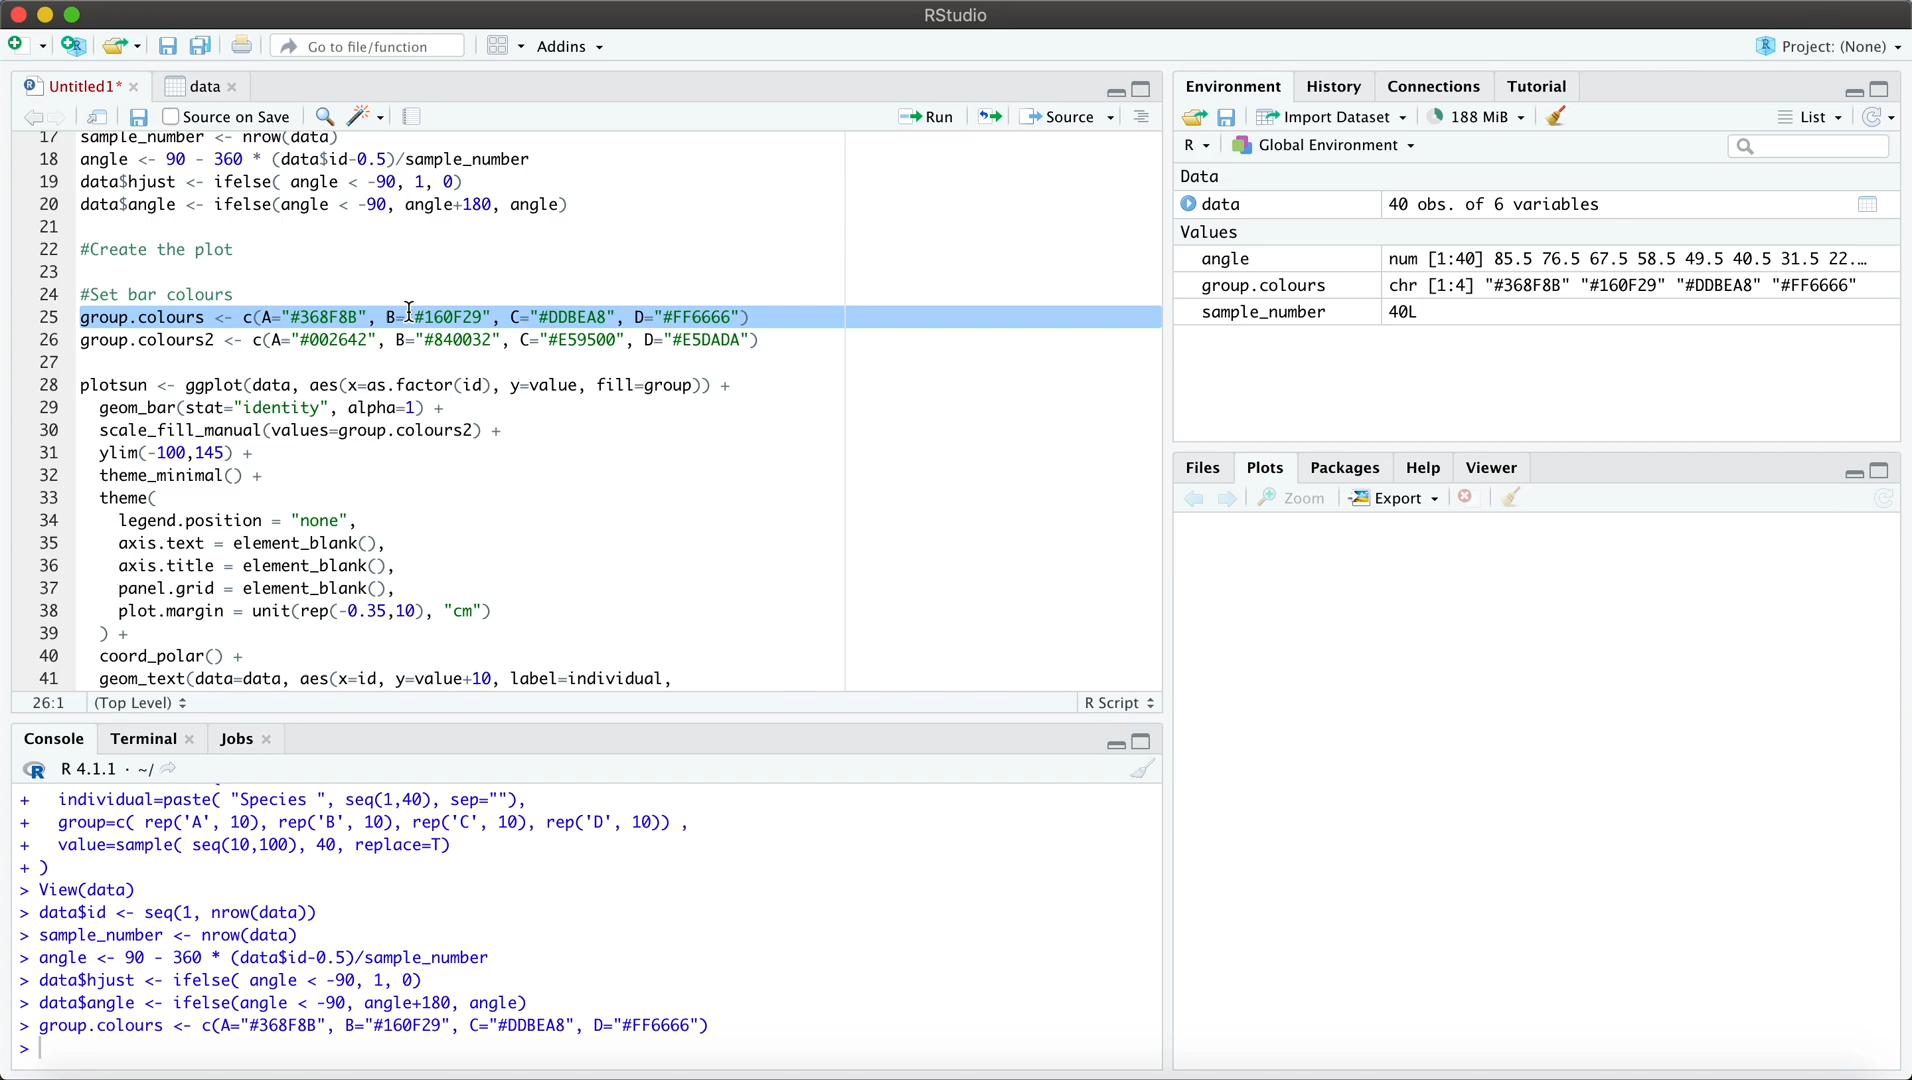 RStudio
Go to file/function
Addins
Project: (None)
Untitled1*
data
Source on Save
Run
Source
17 sample_number <- nrow(data)
18 angle <- 90 - 360 * (data$id-0.5)/sample_number
19 data$hjust <- ifelse( angle < -90, 1, 0)
20 data$angle <- ifelse(angle < -90, angle+180, angle)
21
22 #Create the plot
23
24 #Set bar colours
25 group.colours <- c(A="#368F8B", B="#160F29", C="#DDBEA8", D="#FF6666")
26 group.colours2 <- c(A="#002642", B="#840032", C="#E59500", D="#E5DADA")
27
28 plotsun <- ggplot(data, aes(x=as.factor(id), y=value, fill=group)) +
29 geom_bar(stat="identity", alpha=1) +
30 scale_fill_manual(values=group.colours2) +
31 ylim(-100,145) +
32 theme_minimal() +
33 theme(
34 legend.position = "none",
35 axis.text = element_blank(),
36 axis.title = element_blank(),
37 panel.grid = element_blank(),
38 plot.margin = unit(rep(-0.35,10), "cm")
39 ) +
40 coord_polar() +
41 geom_text(data=data, aes(x=id, y=value+10, label=individual,
26:1 (Top Level) R Script
Console Terminal Jobs
R 4.1.1 · ~/
+ individual=paste( "Species ", seq(1,40), sep=""),
+ group=c( rep('A', 10), rep('B', 10), rep('C', 10), rep('D', 10)) ,
+ value=sample( seq(10,100), 40, replace=T)
+ )
> View(data)
> data$id <- seq(1, nrow(data))
> sample_number <- nrow(data)
> angle <- 90 - 360 * (data$id-0.5)/sample_number
> data$hjust <- ifelse( angle < -90, 1, 0)
> data$angle <- ifelse(angle < -90, angle+180, angle)
> group.colours <- c(A="#368F8B", B="#160F29", C="#DDBEA8", D="#FF6666")
>
Environment History Connections Tutorial
Import Dataset 188 MiB List
R Global Environment
Data
data 40 obs. of 6 variables
Values
angle num [1:40] 85.5 76.5 67.5 58.5 49.5 40.5 31.5 22.…
group.colours chr [1:4] "#368F8B" "#160F29" "#DDBEA8" "#FF6666"
sample_number 40L
Files Plots Packages Help Viewer
Zoom Export